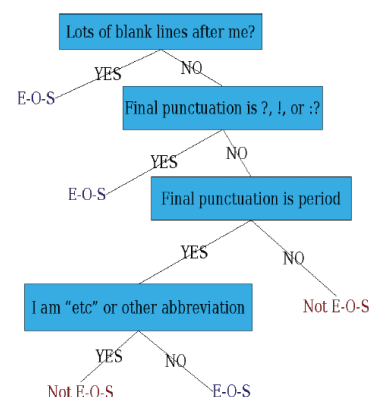 Lots of blank lines after me?
YES
NO
E-O-S
Final punctuation is ?, !, or :?
YES
NO
E-O-S
Final punctuation is period
YES
NO
I am “etc” or other abbreviation
Not E-O-S
YES
NO
Not E-O-S
E-O-S